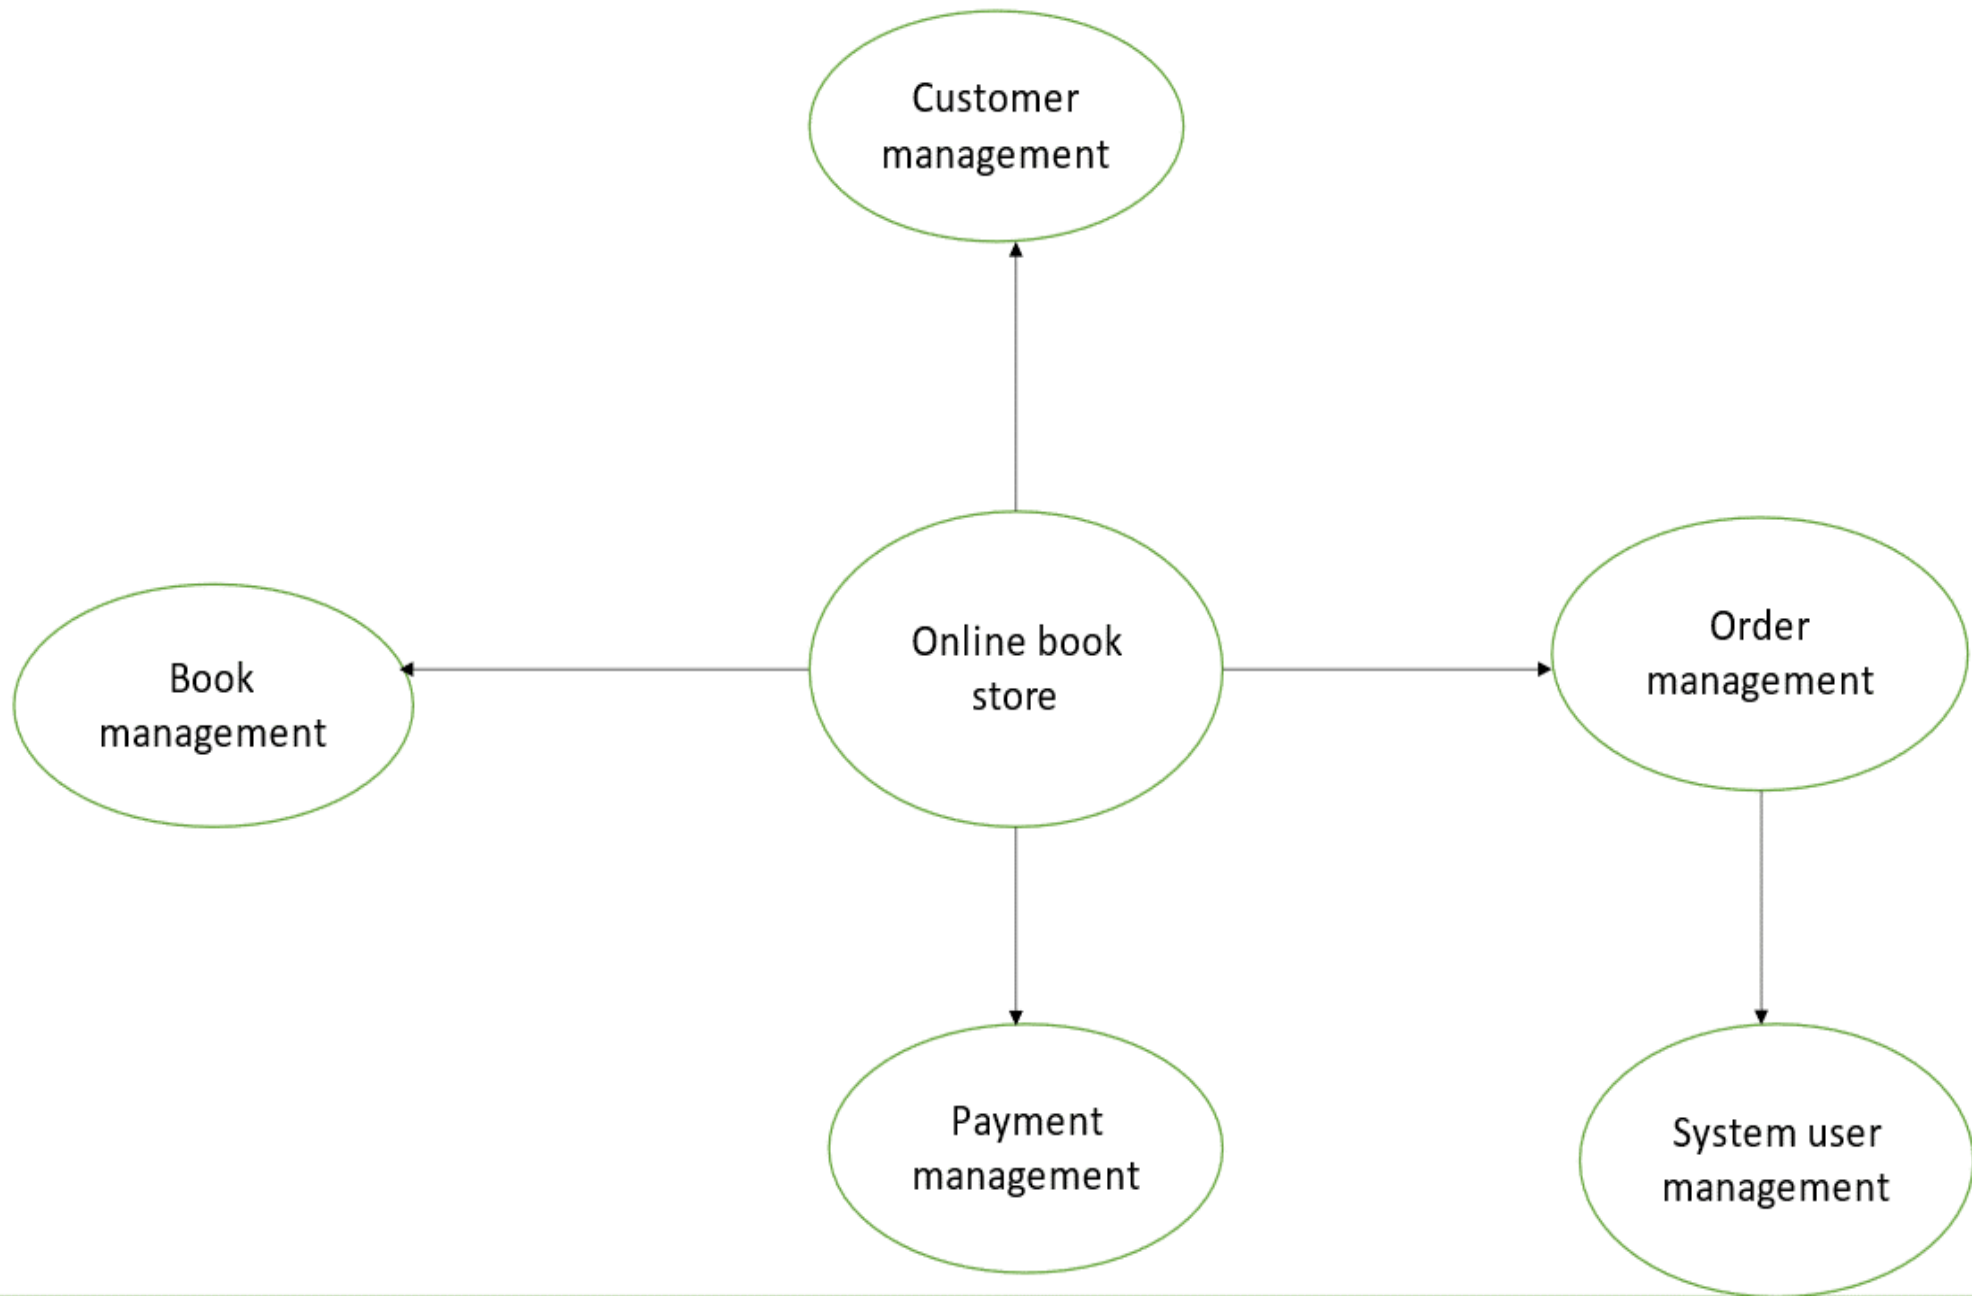 Customer
management
Online book
store
Order
management
Book
management
Payment
management
System user
management